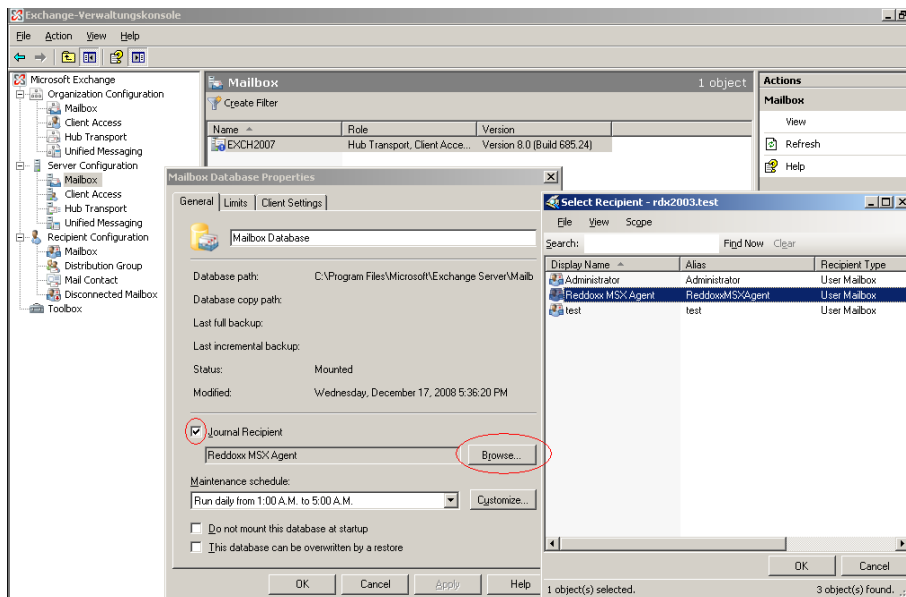 Exchange-Verwaltungskonsole
File Action View Help
Microsoft Exchange
Organization Configuration
Mailbox
Client Access
Hub Transport
Unified Messaging
Server Configuration
Mailbox
Client Access
Hub Transport
Unified Messaging
Recipient Configuration
Mailbox
Distribution Group
Mail Contact
Disconnected Mailbox
Toolbox
Mailbox 1 object
Create Filter
Name Role Version
EXCH2007 Hub Transport, Client Acce... Version 8.0 (Build 685.24)
Actions
Mailbox
View
Refresh
Help
Mailbox Database Properties
General Limits Client Settings
Mailbox Database
Database path: C:\Program Files\Microsoft\Exchange Server\Mailb
Database copy path:
Last full backup:
Last incremental backup:
Status: Mounted
Modified: Wednesday, December 17, 2008 5:36:20 PM
Journal Recipient
Reddoxx MSX Agent Browse...
Maintenance schedule:
Run daily from 1:00 A.M. to 5:00 A.M. Customize...
Do not mount this database at startup
This database can be overwritten by a restore
OK Cancel Apply Help
Select Recipient - rdx2003.test
File View Scope
Search: Find Now Clear
Display Name Alias Recipient Type
Administrator Administrator User Mailbox
Reddoxx MSX Agent ReddoxxMSXAgent User Mailbox
test test User Mailbox
OK Cancel
1 object(s) selected. 3 object(s) found.